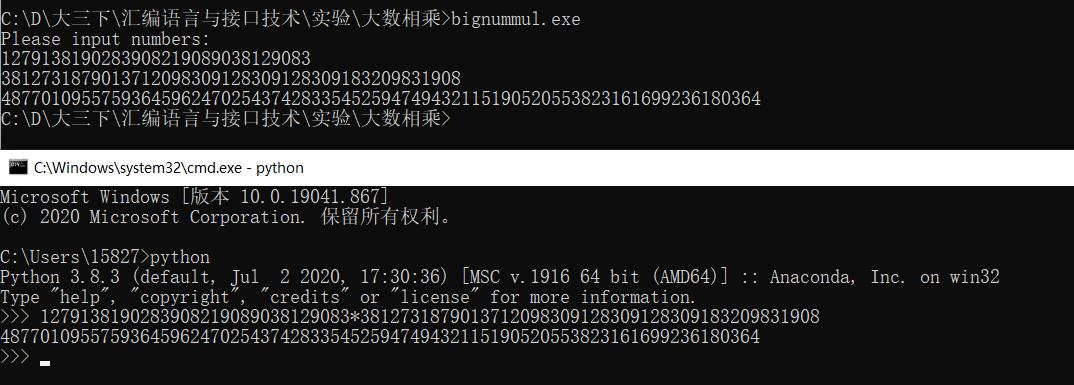 C:\D\大三下\汇编语言与接口技术\实验\大数相乘>bignummul.exe
Please input numbers:
12791381902839082190890381290​83
3812731879013712098309128309128309183209831908
4877010955759364596247025437428335452594749432115190520553823161699236180364
C:\D\大三下\汇编语言与接口技术\实验\大数相乘>
C:\Windows\system32\cmd.exe - python
Microsoft Windows [版本 10.0.19041.867]
(c) 2020 Microsoft Corporation. 保留所有权利。
C:\Users\15827>python
Python 3.8.3 (default, Jul  2 2020, 17:30:36) [MSC v.1916 64 bit (AMD64)] :: Anaconda, Inc. on win32
Type "help", "copyright", "credits" or "license" for more information.
>>> 1279138190283908219089038129083*3812731879013712098309128309128309183209831908
4877010955759364596247025437428335452594749432115190520553823161699236180364
>>>